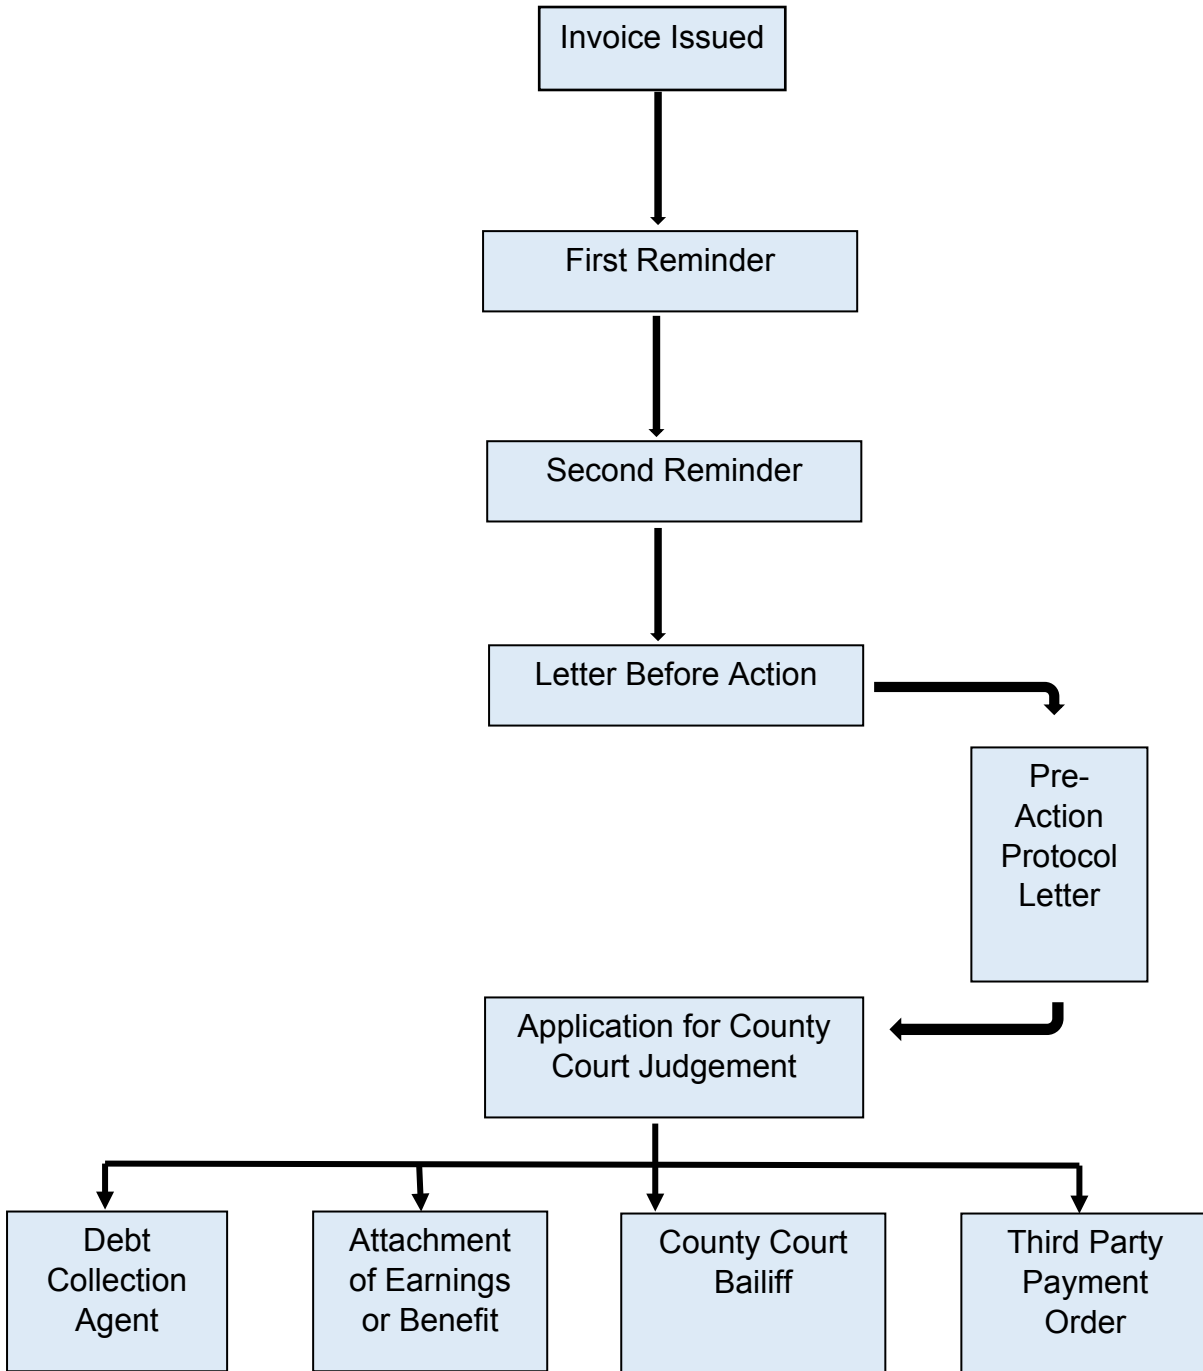 Invoice Issued
First Reminder
Second Reminder
Letter Before Action
Pre-
Action
Protocol
Letter
Application for County
Court Judgement
Debt
Collection
Agent
Attachment
of Earnings
or Benefit
County Court
Bailiff
Third Party
Payment
Order